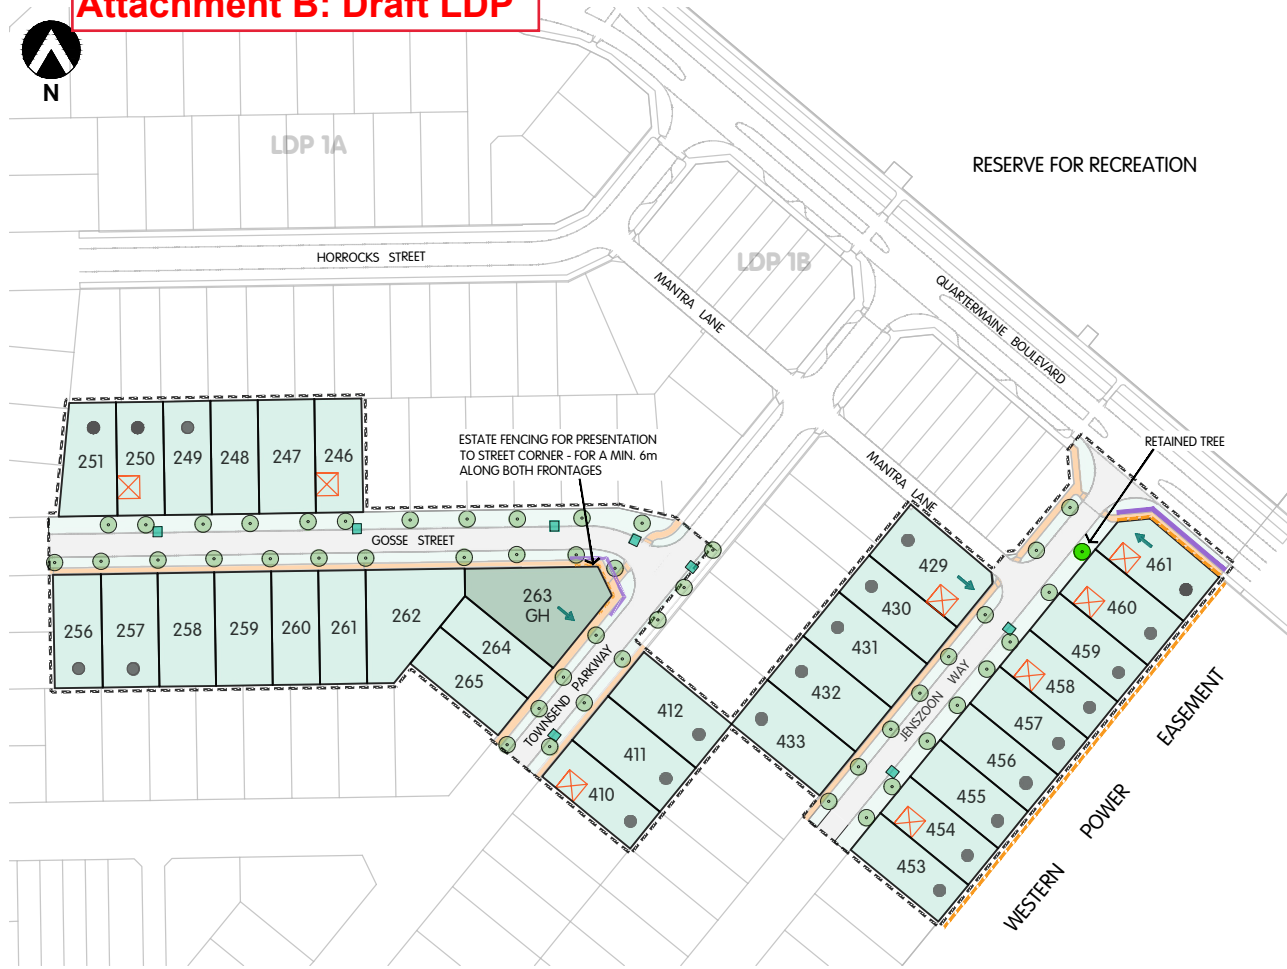 Attachment B: Draft LDP
N
LDP 1A
RESERVE FOR RECREATION
HORROCKS STREET
LDP 1B
MANTRA LANE
QUARTERMAINE BOULEVARD
ESTATE FENCING FOR PRESENTATION
TO STREET CORNER - FOR A MIN. 6m
ALONG BOTH FRONTAGES
RETAINED TREE
MANTRA LANE
251
250
249
248
247
246
GOSSE STREET
256
257
258
259
260
261
262
263
GH
264
265
TOWNSEND PARKWAY
412
411
410
429
430
431
432
433
JENSZOON WAY
461
460
459
458
457
456
455
454
453
WESTERN POWER EASEMENT